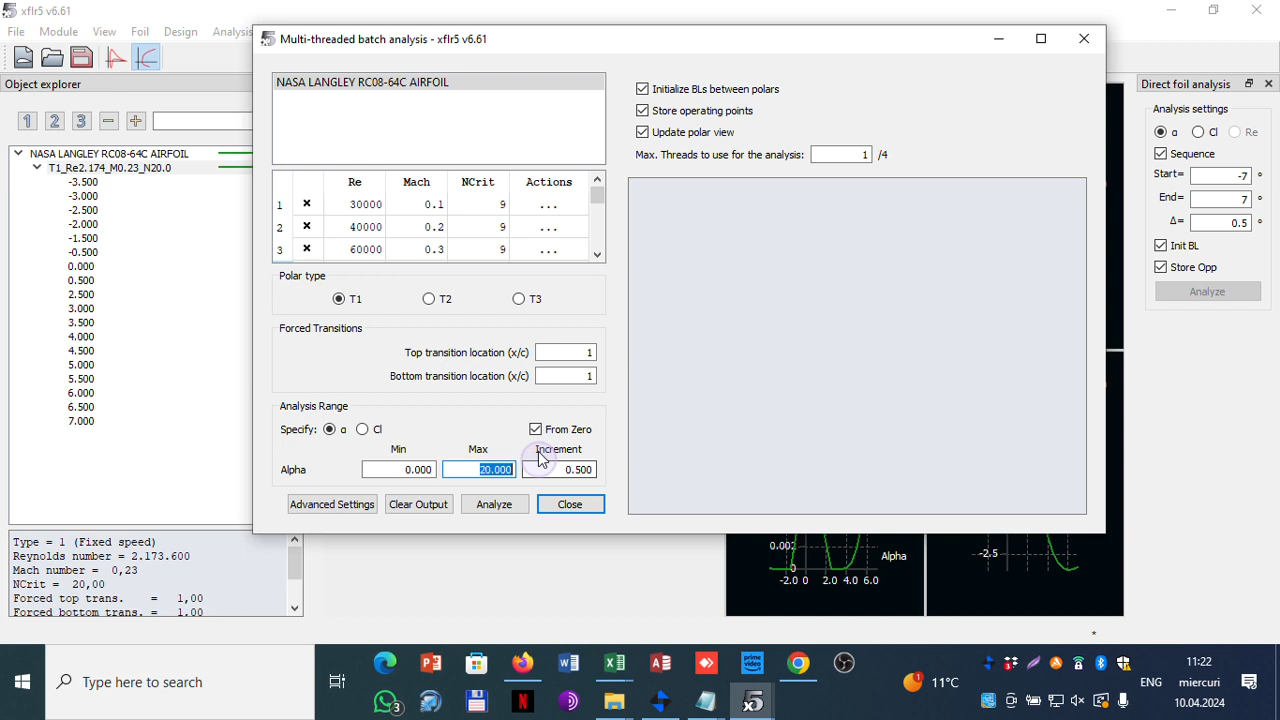 xflr5 v6.61
File Module View Foil Design Analysis
Object explorer
1 2 3
NASA LANGLEY RC08-64C AIRFOIL
T1_Re2.174_M0.23_N20.0
-3.500
-3.000
-2.500
-2.000
-1.500
-0.500
0.000
0.500
2.500
3.000
3.500
4.500
5.000
5.500
6.000
6.500
7.000
Type = 1 (Fixed speed)
Reynolds number = 2.173.600
Mach number = 0,23
NCrit = 20,00
Forced top trans. = 1,00
Forced bottom trans. = 1,00
Multi-threaded batch analysis - xflr5 v6.61
NASA LANGLEY RC08-64C AIRFOIL
Re Mach NCrit Actions
1 × 30000 0.1 9 ...
2 × 40000 0.2 9 ...
3 × 60000 0.3 9 ...
Polar type
T1 T2 T3
Forced Transitions
Top transition location (x/c) 1
Bottom transition location (x/c) 1
Analysis Range
Specify: α Cl From Zero
Min Max Increment
Alpha 0.000 20.000 0.500
Advanced Settings Clear Output Analyze Close
Initialize BLs between polars
Store operating points
Update polar view
Max. Threads to use for the analysis: 1 /4
0.002
0
-2.0 0 2.0 4.0 6.0
Alpha
-2.5
*
Direct foil analysis
Analysis settings
α Cl Re
Sequence
Start= -7 °
End= 7 °
Δ= 0.5 °
Init BL
Store Opp
Analyze
Type here to search
3
1
11°C
ENG
11:22
miercuri
10.04.2024